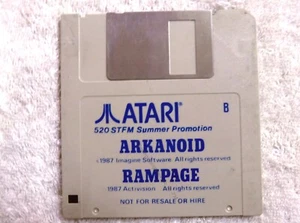 ATARI B
520 STFM Summer Promotion
ARKANOID
©1987 Imagine Software All rights reserved
RAMPAGE
1987 Activision All rights reserved
NOT FOR RESALE OR HIRE